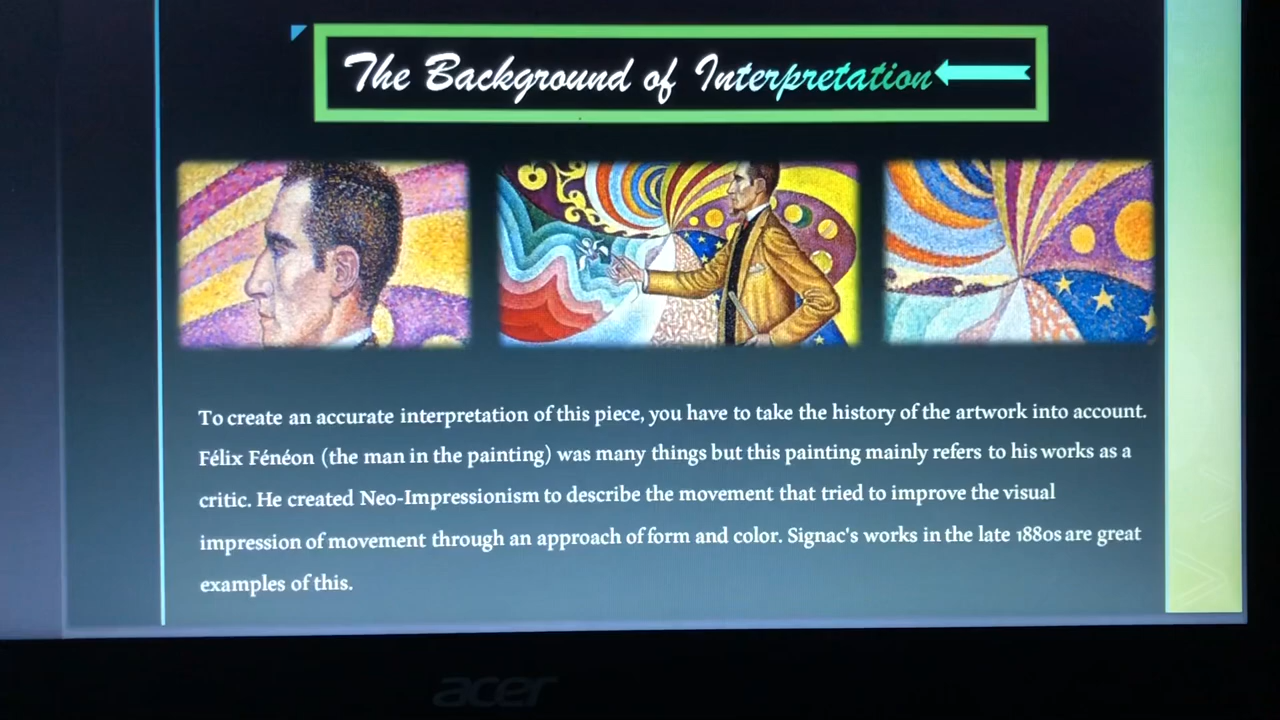 The Background of Interpretation
To create an accurate interpretation of this piece, you have to take the history of the artwork into account.
Félix Fénéon (the man in the painting) was many things but this painting mainly refers to his works as a
critic. He created Neo-Impressionism to describe the movement that tried to improve the visual
impression of movement through an approach of form and color. Signac's works in the late 1880s are great
examples of this.
acer